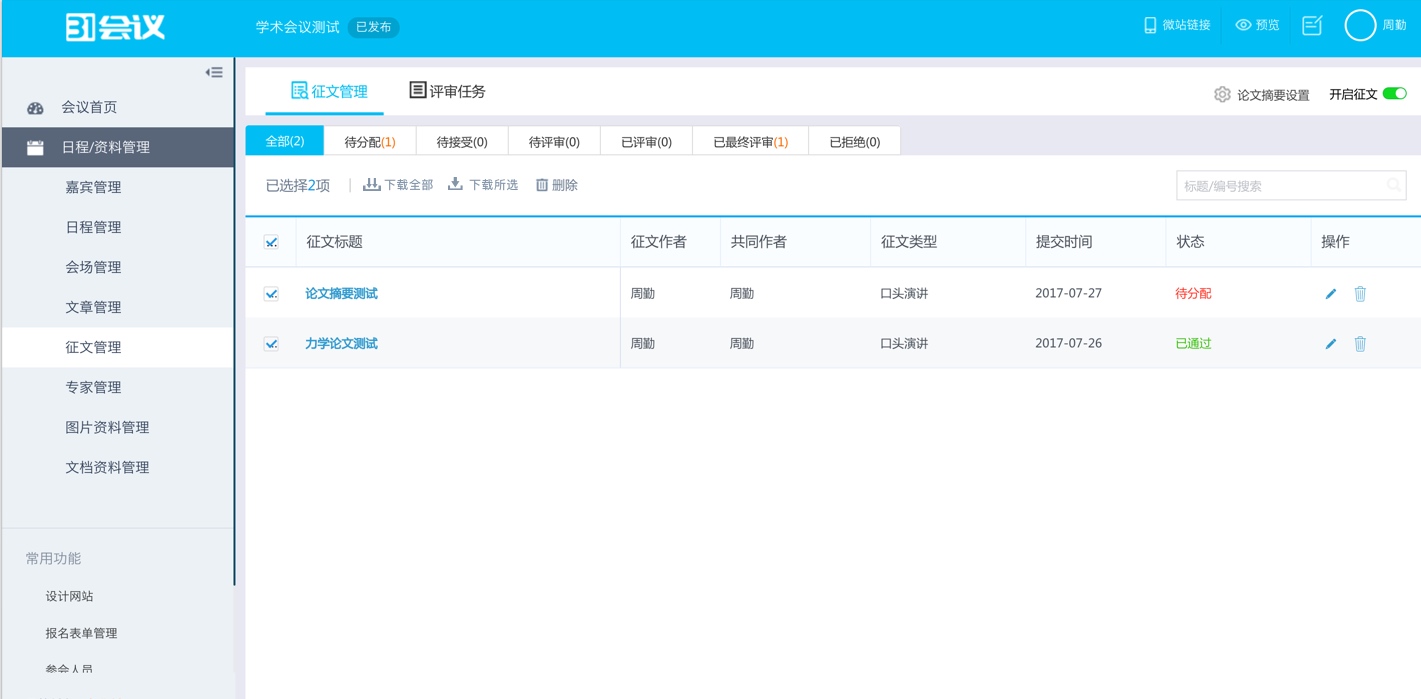 31会议
学术会议测试 已发布 微站链接 预览 周勤
会议首页
日程/资料管理
嘉宾管理
日程管理
会场管理
文章管理
征文管理
专家管理
图片资料管理
文档资料管理
常用功能
设计网站
报名表单管理
参会人员
征文管理 评审任务 论文摘要设置 开启征文
全部(2) 待分配(1) 待接受(0) 待评审(0) 已评审(0) 已最终评审(1) 已拒绝(0)
已选择2项 | 下载全部 下载所选 删除 标题/编号搜索
征文标题 征文作者 共同作者 征文类型 提交时间 状态 操作
论文摘要测试 周勤 周勤 口头演讲 2017-07-27 待分配
力学论文测试 周勤 周勤 口头演讲 2017-07-26 已通过